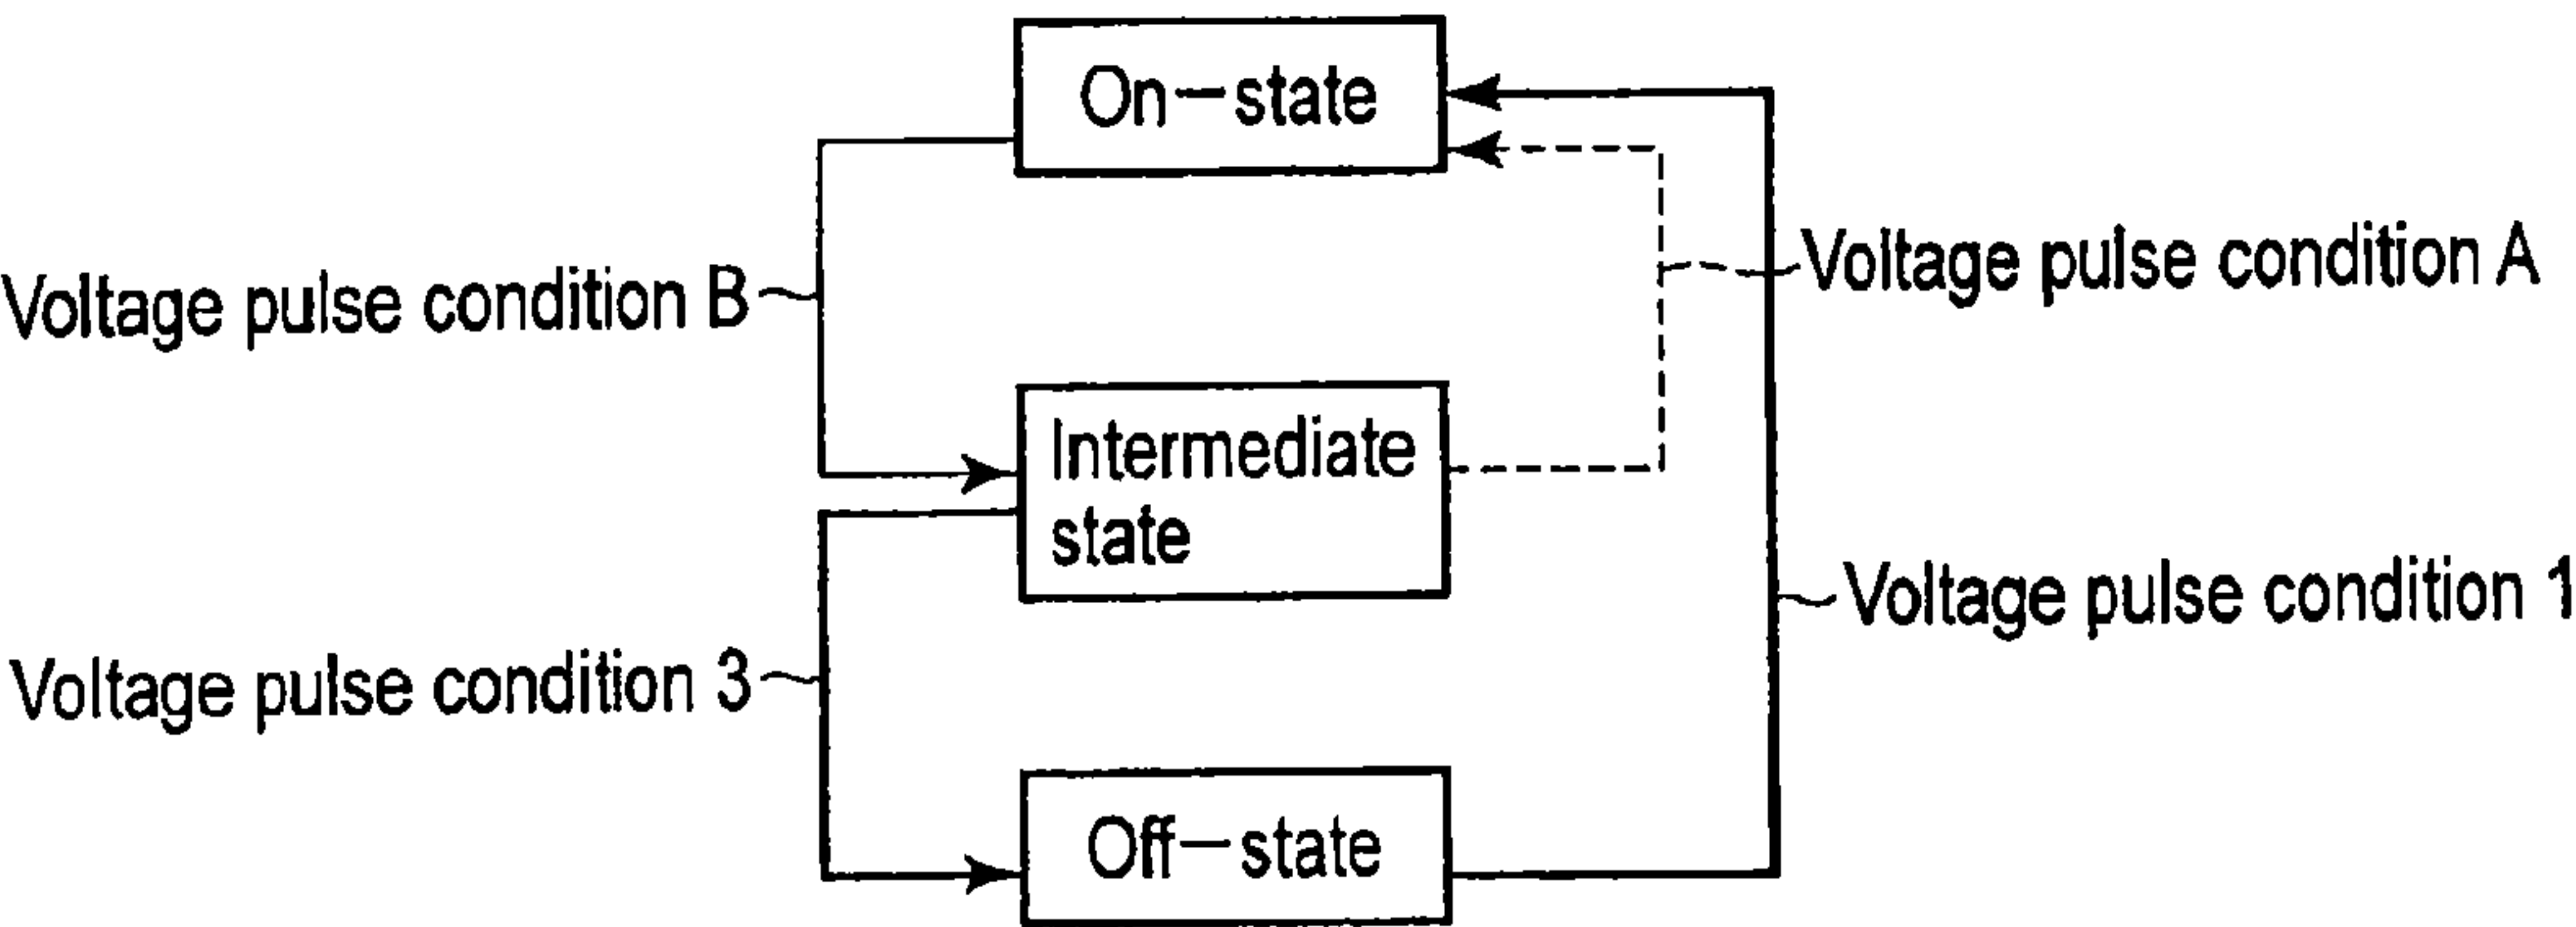 On-state
Voltage pulse condition A
Voltage pulse condition B
Intermediate
state
Voltage pulse condition 1
Voltage pulse condition 3
Off-state